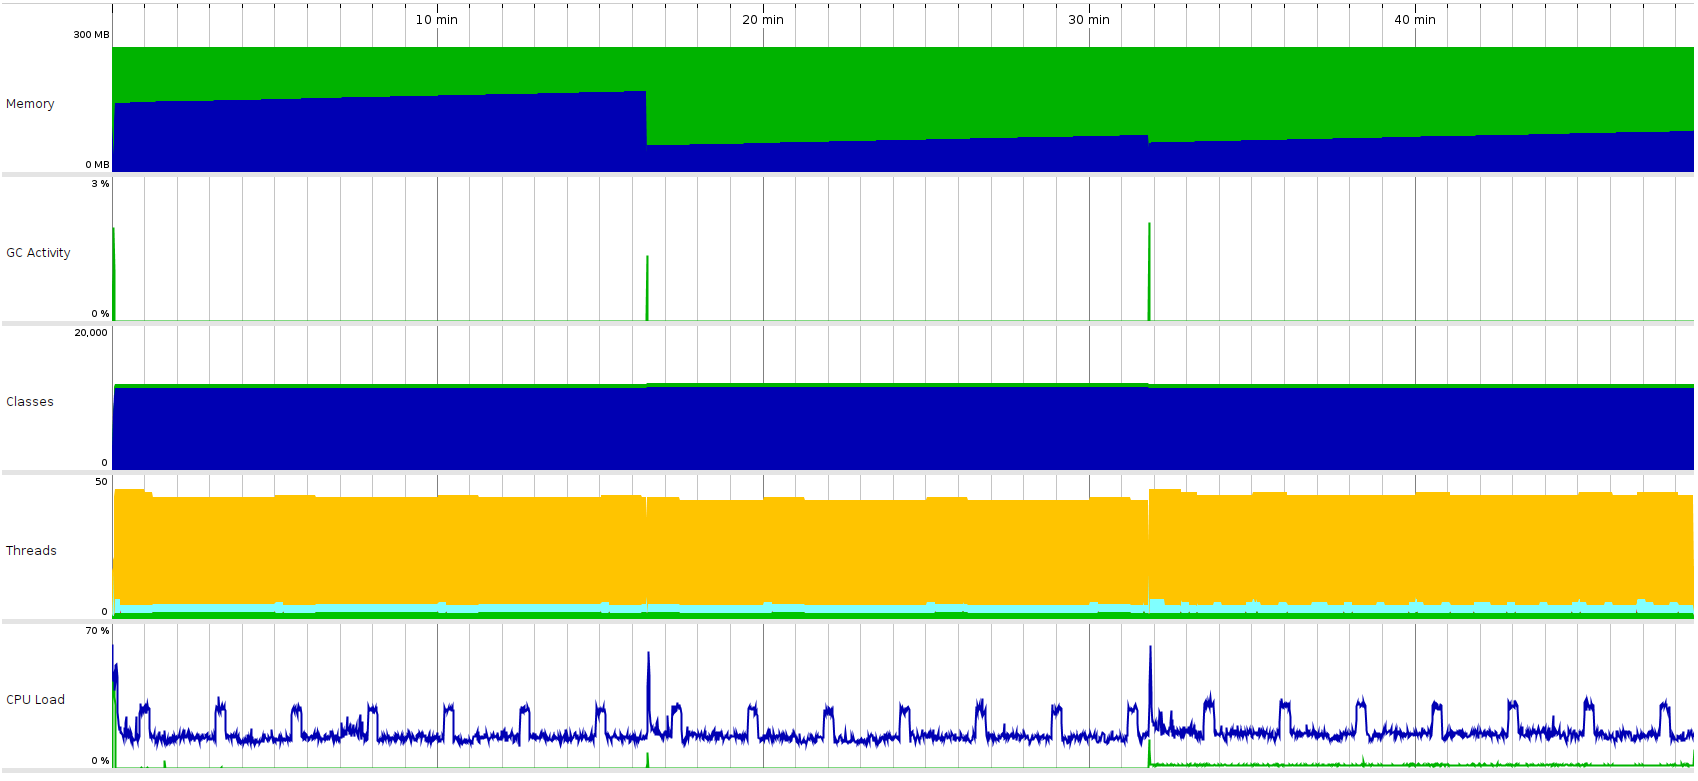 10 min 20 min 30 min 40 min
300 MB
Memory
0 MB
3 %
GC Activity
0 %
20,000
Classes
0
50
Threads
0
70 %
CPU Load
0 %